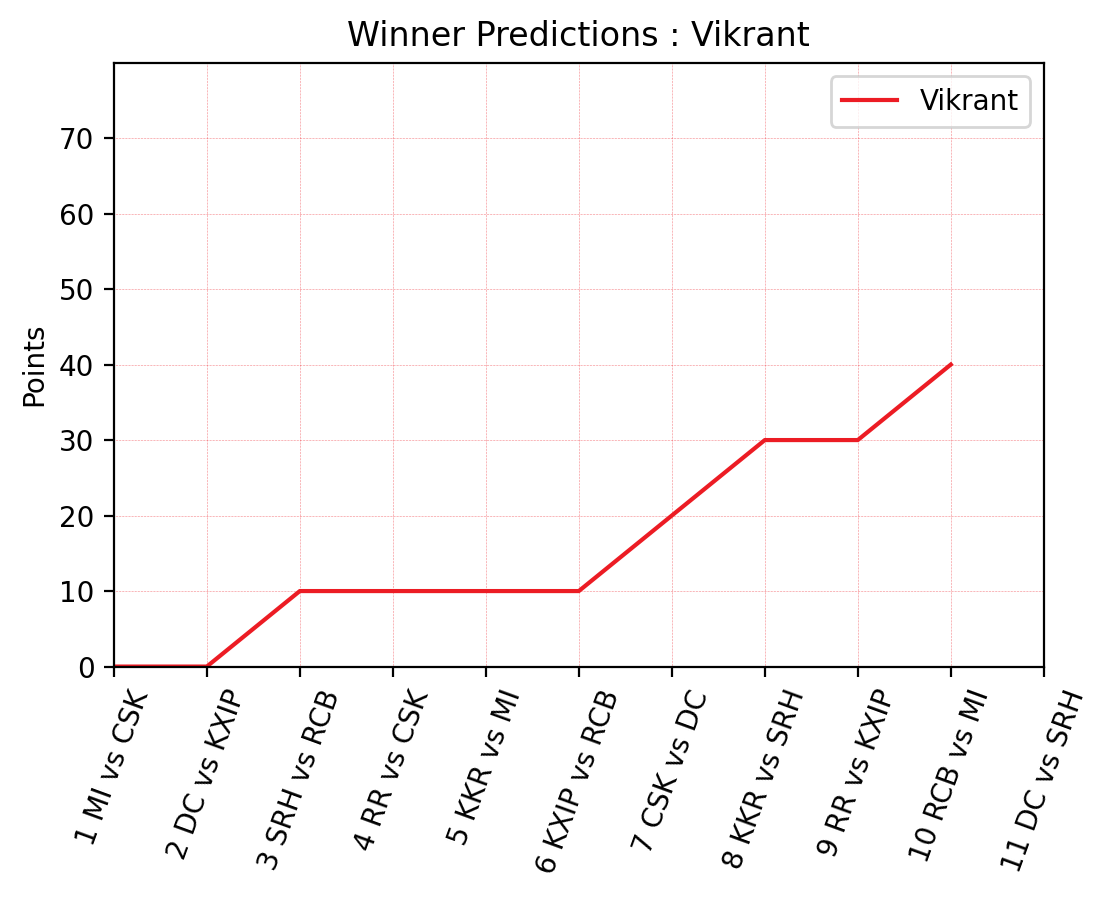 Winner Predictions : Vikrant
Vikrant
Points
70
60
50
40
30
20
10
0
1 MI vs CSK
2 DC vs KXIP
3 SRH vs RCB
4 RR vs CSK
5 KKR vs MI
6 KXIP vs RCB
7 CSK vs DC
8 KKR vs SRH
9 RR vs KXIP
10 RCB vs MI
11 DC vs SRH